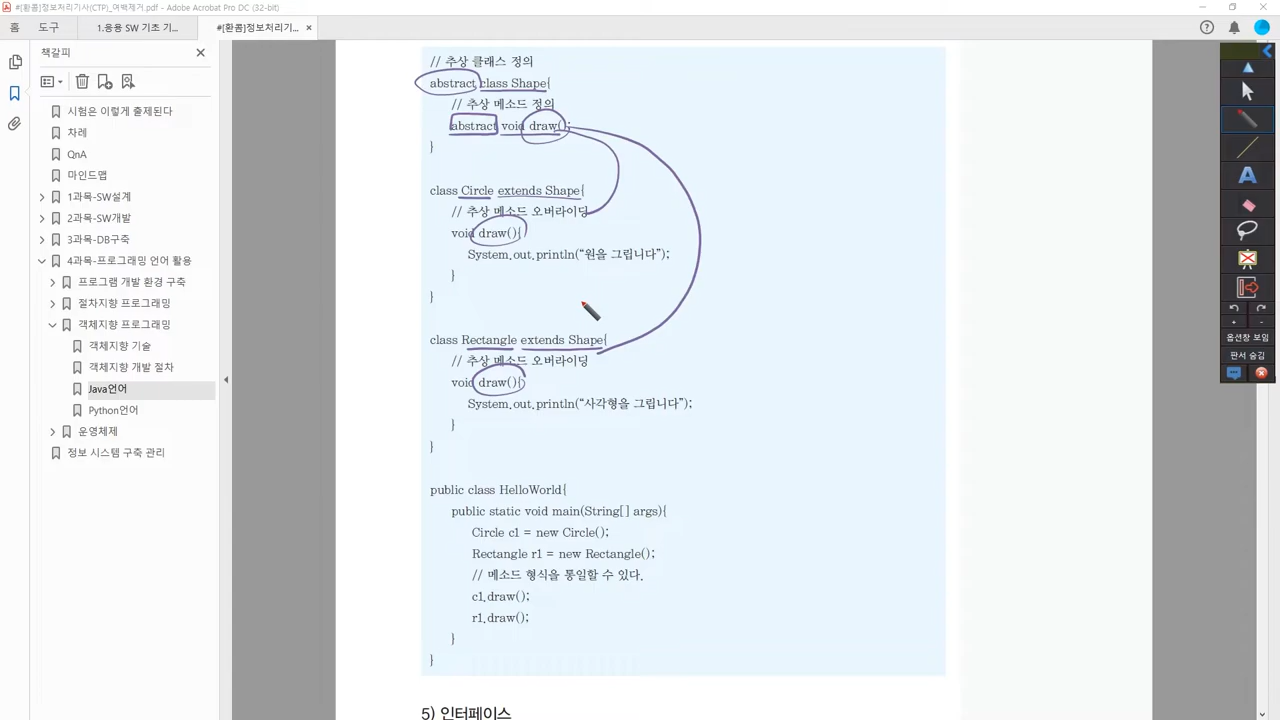 #[환콤]정보처리기사(CTP)_여백제거.pdf - Adobe Acrobat Pro DC (32-bit)
홈 도구 1.응용 SW 기초 기... #[환콤]정보처리기... ×
책갈피
시험은 이렇게 출제된다
차례
QnA
마인드맵
1과목-SW설계
2과목-SW개발
3과목-DB구축
4과목-프로그래밍 언어 활용
프로그램 개발 환경 구축
절차지향 프로그래밍
객체지향 프로그래밍
객체지향 기술
객체지향 개발 절차
Java언어
Python언어
운영체제
정보 시스템 구축 관리
// 추상 클래스 정의
abstract class Shape{
// 추상 메소드 정의
abstract void draw();
}
class Circle extends Shape{
// 추상 메소드 오버라이딩
void draw(){
System.out.println(“원을 그립니다”);
}
}
class Rectangle extends Shape{
// 추상 메소드 오버라이딩
void draw(){
System.out.println(“사각형을 그립니다”);
}
}
public class HelloWorld{
public static void main(String[] args){
Circle c1 = new Circle();
Rectangle r1 = new Rectangle();
// 메소드 형식을 통일할 수 있다.
c1.draw();
r1.draw();
}
}
5) 인터페이스
A
옵션창 보임
판서 숨김